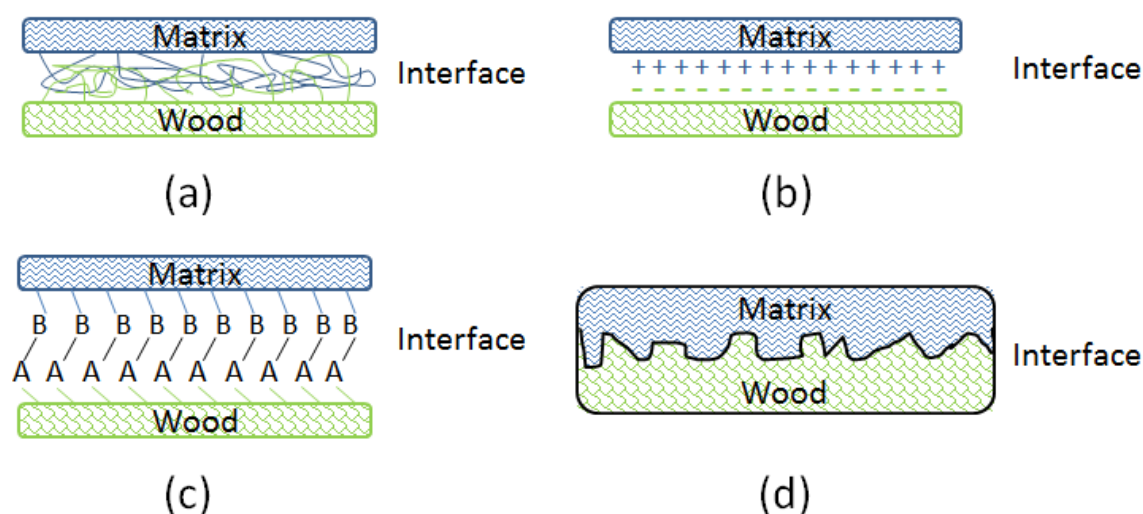 Matrix
Interface
Wood
(a)
Matrix
+ + + + + + + + + + + + + + +
Interface
- - - - - - - - - - - - - - -
Wood
(b)
Matrix
B B B B B B B B B B
Interface
A A A A A A A A A A
Wood
(c)
Matrix
Interface
Wood
(d)